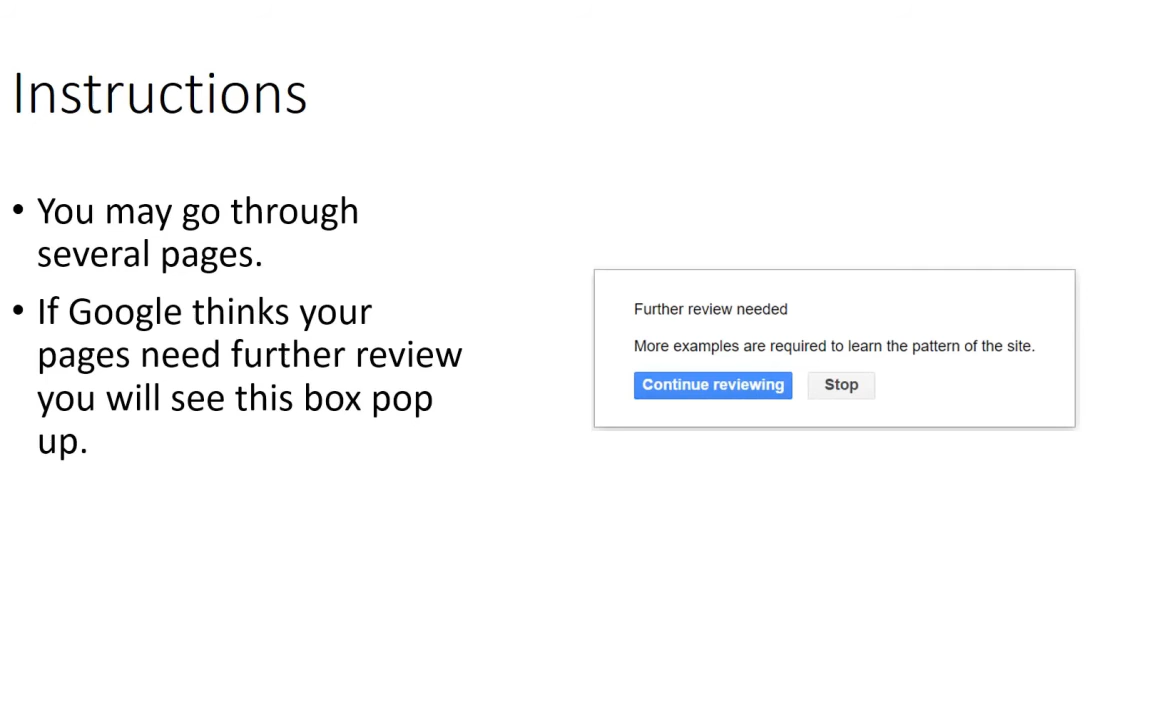 Instructions
• You may go through
several pages.
• If Google thinks your
pages need further review
you will see this box pop
up.
Further review needed
More examples are required to learn the pattern of the site.
Continue reviewing Stop